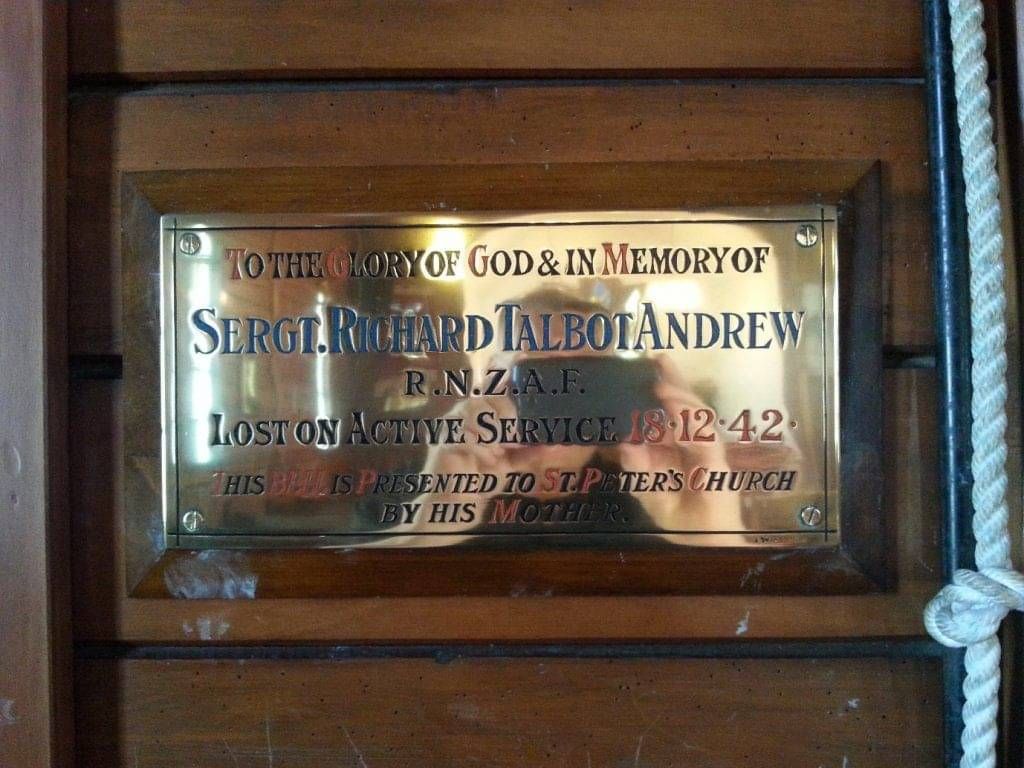 TO THE GLORY OF GOD & IN MEMORY OF
SERGT. RICHARD TALBOT ANDREW
R.N.Z.A.F.
LOST ON ACTIVE SERVICE 18·12·42·
THIS BELL IS PRESENTED TO ST. PETER'S CHURCH
BY HIS MOTHER.